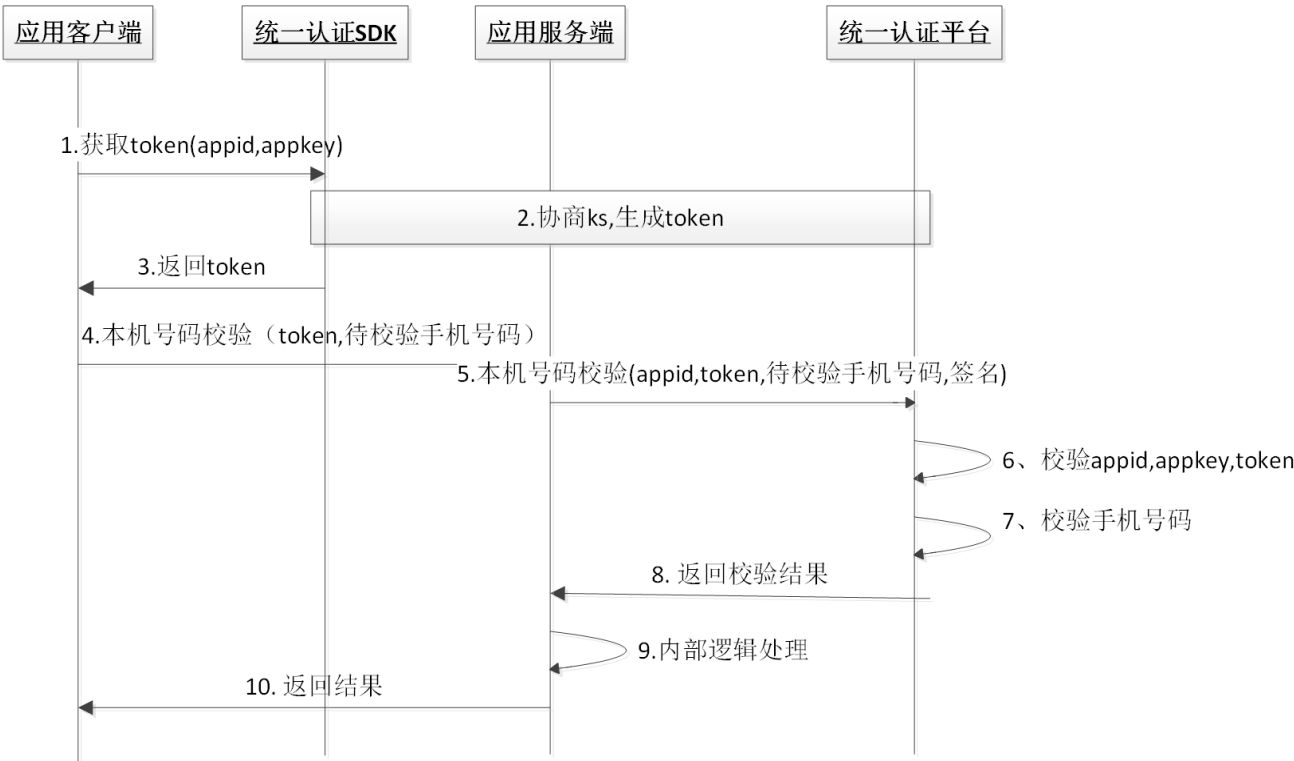 应用客户端
统一认证SDK
应用服务端
统一认证平台
1.获取token(appid,appkey)
2.协商ks,生成token
3.返回token
4.本机号码校验（token,待校验手机号码）
5.本机号码校验(appid,token,待校验手机号码,签名)
6、校验appid,appkey,token
7、校验手机号码
8. 返回校验结果
9.内部逻辑处理
10. 返回结果